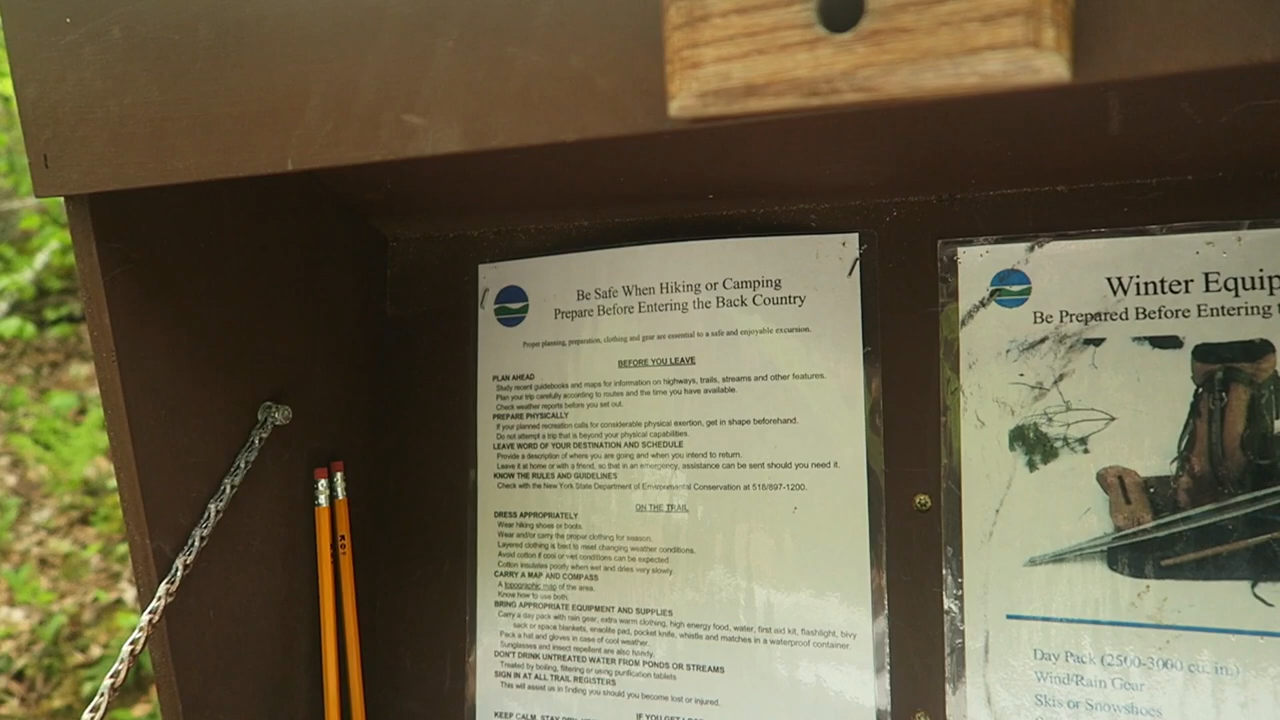 Be Safe When Hiking or Camping
Prepare Before Entering the Back Country
Proper planning, preparation, clothing and gear are essential to a safe and enjoyable excursion.
BEFORE YOU LEAVE
PLAN AHEAD
Study recent guidebooks and maps for information on highways, trails, streams and other features.
Plan your trip carefully according to routes and the time you have available.
Check weather reports before you set out.
PREPARE PHYSICALLY
If your planned recreation calls for considerable physical exertion, get in shape beforehand.
Do not attempt a trip that is beyond your physical capabilities.
LEAVE WORD OF YOUR DESTINATION AND SCHEDULE
Provide a description of where you are going and when you intend to return.
Leave it at home or with a friend, so that in an emergency, assistance can be sent should you need it.
KNOW THE RULES AND GUIDELINES
Check with the New York State Department of Environmental Conservation at 518/897-1200.
ON THE TRAIL
DRESS APPROPRIATELY
Wear hiking shoes or boots.
Wear and/or carry the proper clothing for season.
Layered clothing is best to meet changing weather conditions.
Avoid cotton if cool or wet conditions can be expected
Cotton insulates poorly when wet and dries very slowly.
CARRY A MAP AND COMPASS
A topographic map of the area.
Know how to use both.
BRING APPROPRIATE EQUIPMENT AND SUPPLIES
Carry a day pack with rain gear, extra warm clothing, high energy food, water, first aid kit, flashlight, bivy
sack or space blankets, ensolite pad, pocket knife, whistle and matches in a waterproof container.
Pack a hat and gloves in case of cool weather.
Sunglasses and insect repellent are also handy.
DON'T DRINK UNTREATED WATER FROM PONDS OR STREAMS
Treated by boiling, filtering or using purification tablets
SIGN IN AT ALL TRAIL REGISTERS
This will assist us in finding you should you become lost or injured.
KEEP CALM, STAY
Winter Equip
Be Prepared Before Entering
Day Pack (2500-3000 cu. in.)
Wind/Rain Gear
Skis or Snowshoes